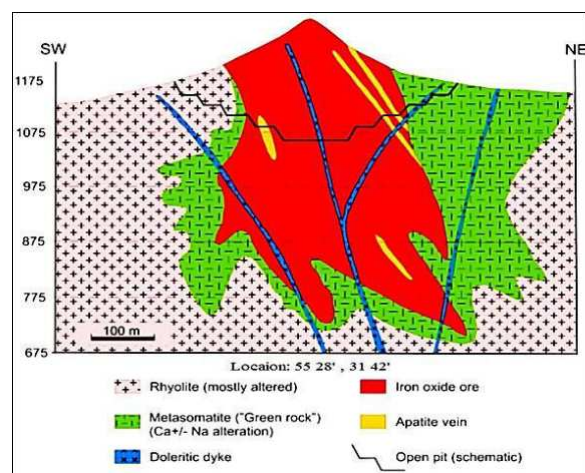 SW
NE
1175
1075
975
875
775
675
100 m
Locaion: 55 28' , 31 42'
Rhyolite (mostly altered)
Iron oxide ore
Metasomatite ("Green rock")
(Ca+/- Na alteration)
Apatite vein
Doleritic dyke
Open pit (schematic)